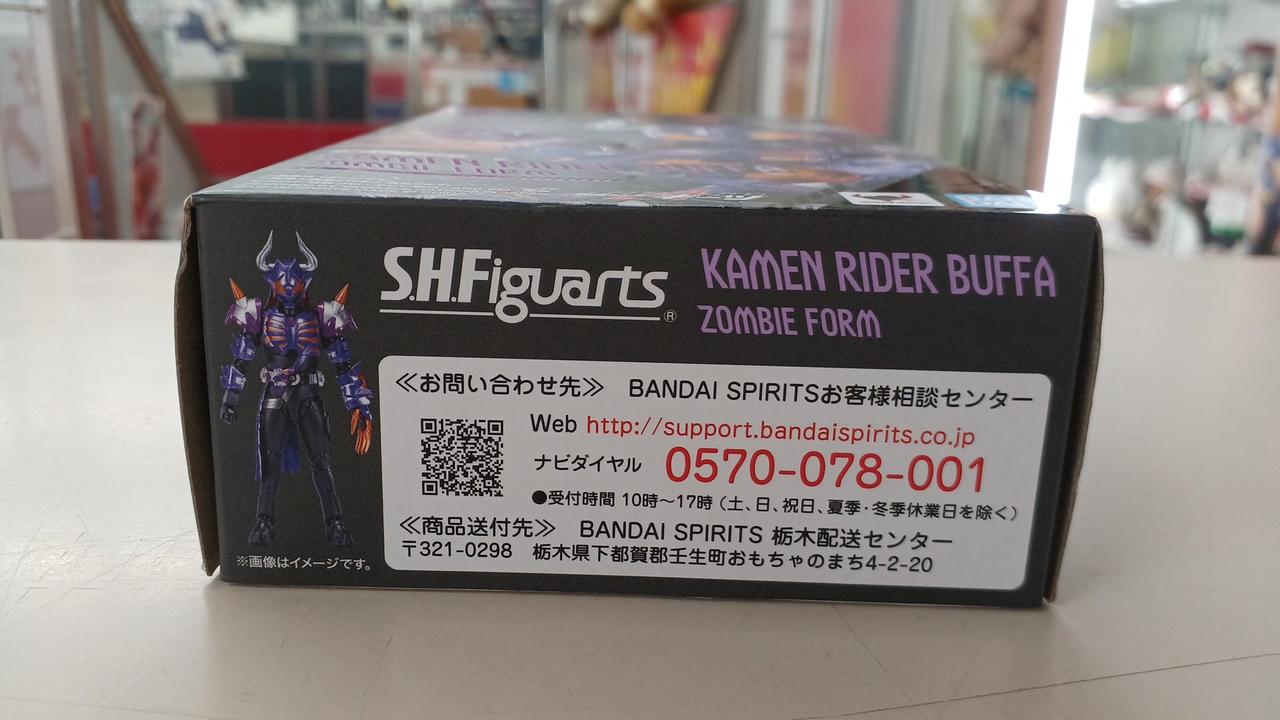 S.H.Figuarts®
KAMEN RIDER BUFFA
ZOMBIE FORM
≪お問い合わせ先≫ BANDAI SPIRITSお客様相談センター
Web http://support.bandaispirits.co.jp
ナビダイヤル 0570-078-001
●受付時間 10時〜17時（土、日、祝日、夏季・冬季休業日を除く）
≪商品送付先≫ BANDAI SPIRITS 栃木配送センター
〒321-0298 栃木県下都賀郡壬生町おもちゃのまち4-2-20
※画像はイメージです。